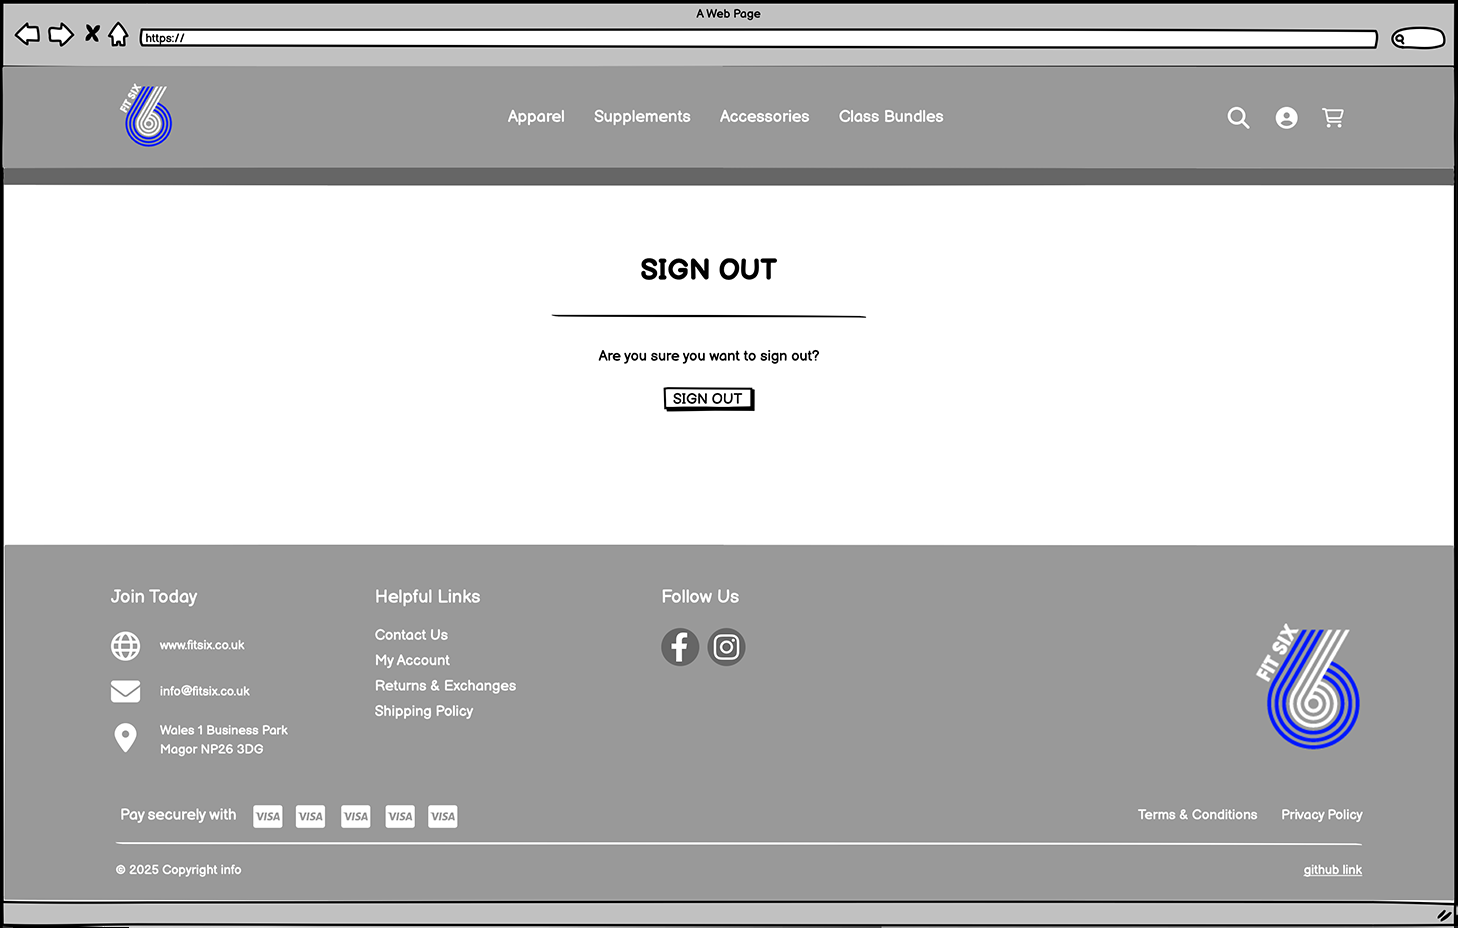 A Web Page
https://
FIT SIX
Apparel Supplements Accessories Class Bundles
SIGN OUT
Are you sure you want to sign out?
SIGN OUT
Join Today
www.fitsix.co.uk
info@fitsix.co.uk
Wales 1 Business Park
Magor NP26 3DG
Helpful Links
Contact Us
My Account
Returns & Exchanges
Shipping Policy
Follow Us
FIT SIX
Pay securely with VISA VISA VISA VISA VISA
Terms & Conditions Privacy Policy
© 2025 Copyright info
github link